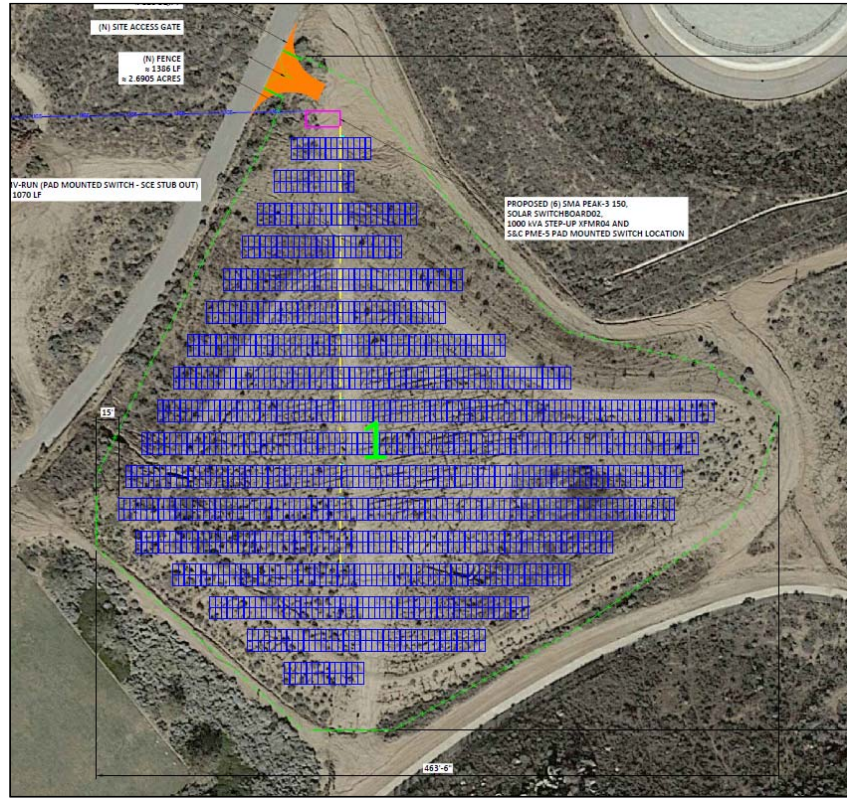 (N) SITE ACCESS GATE
(N) FENCE
≈ 1386 LF
≈ 2.6905 ACRES
IV-RUN (PAD MOUNTED SWITCH - SCE STUB OUT)
1070 LF
PROPOSED (6) SMA PEAK-3 150,
SOLAR SWITCHBOARD02,
1000 kVA STEP-UP XFMR04 AND
S&C PME-5 PAD MOUNTED SWITCH LOCATION
15'
1
463'-6"